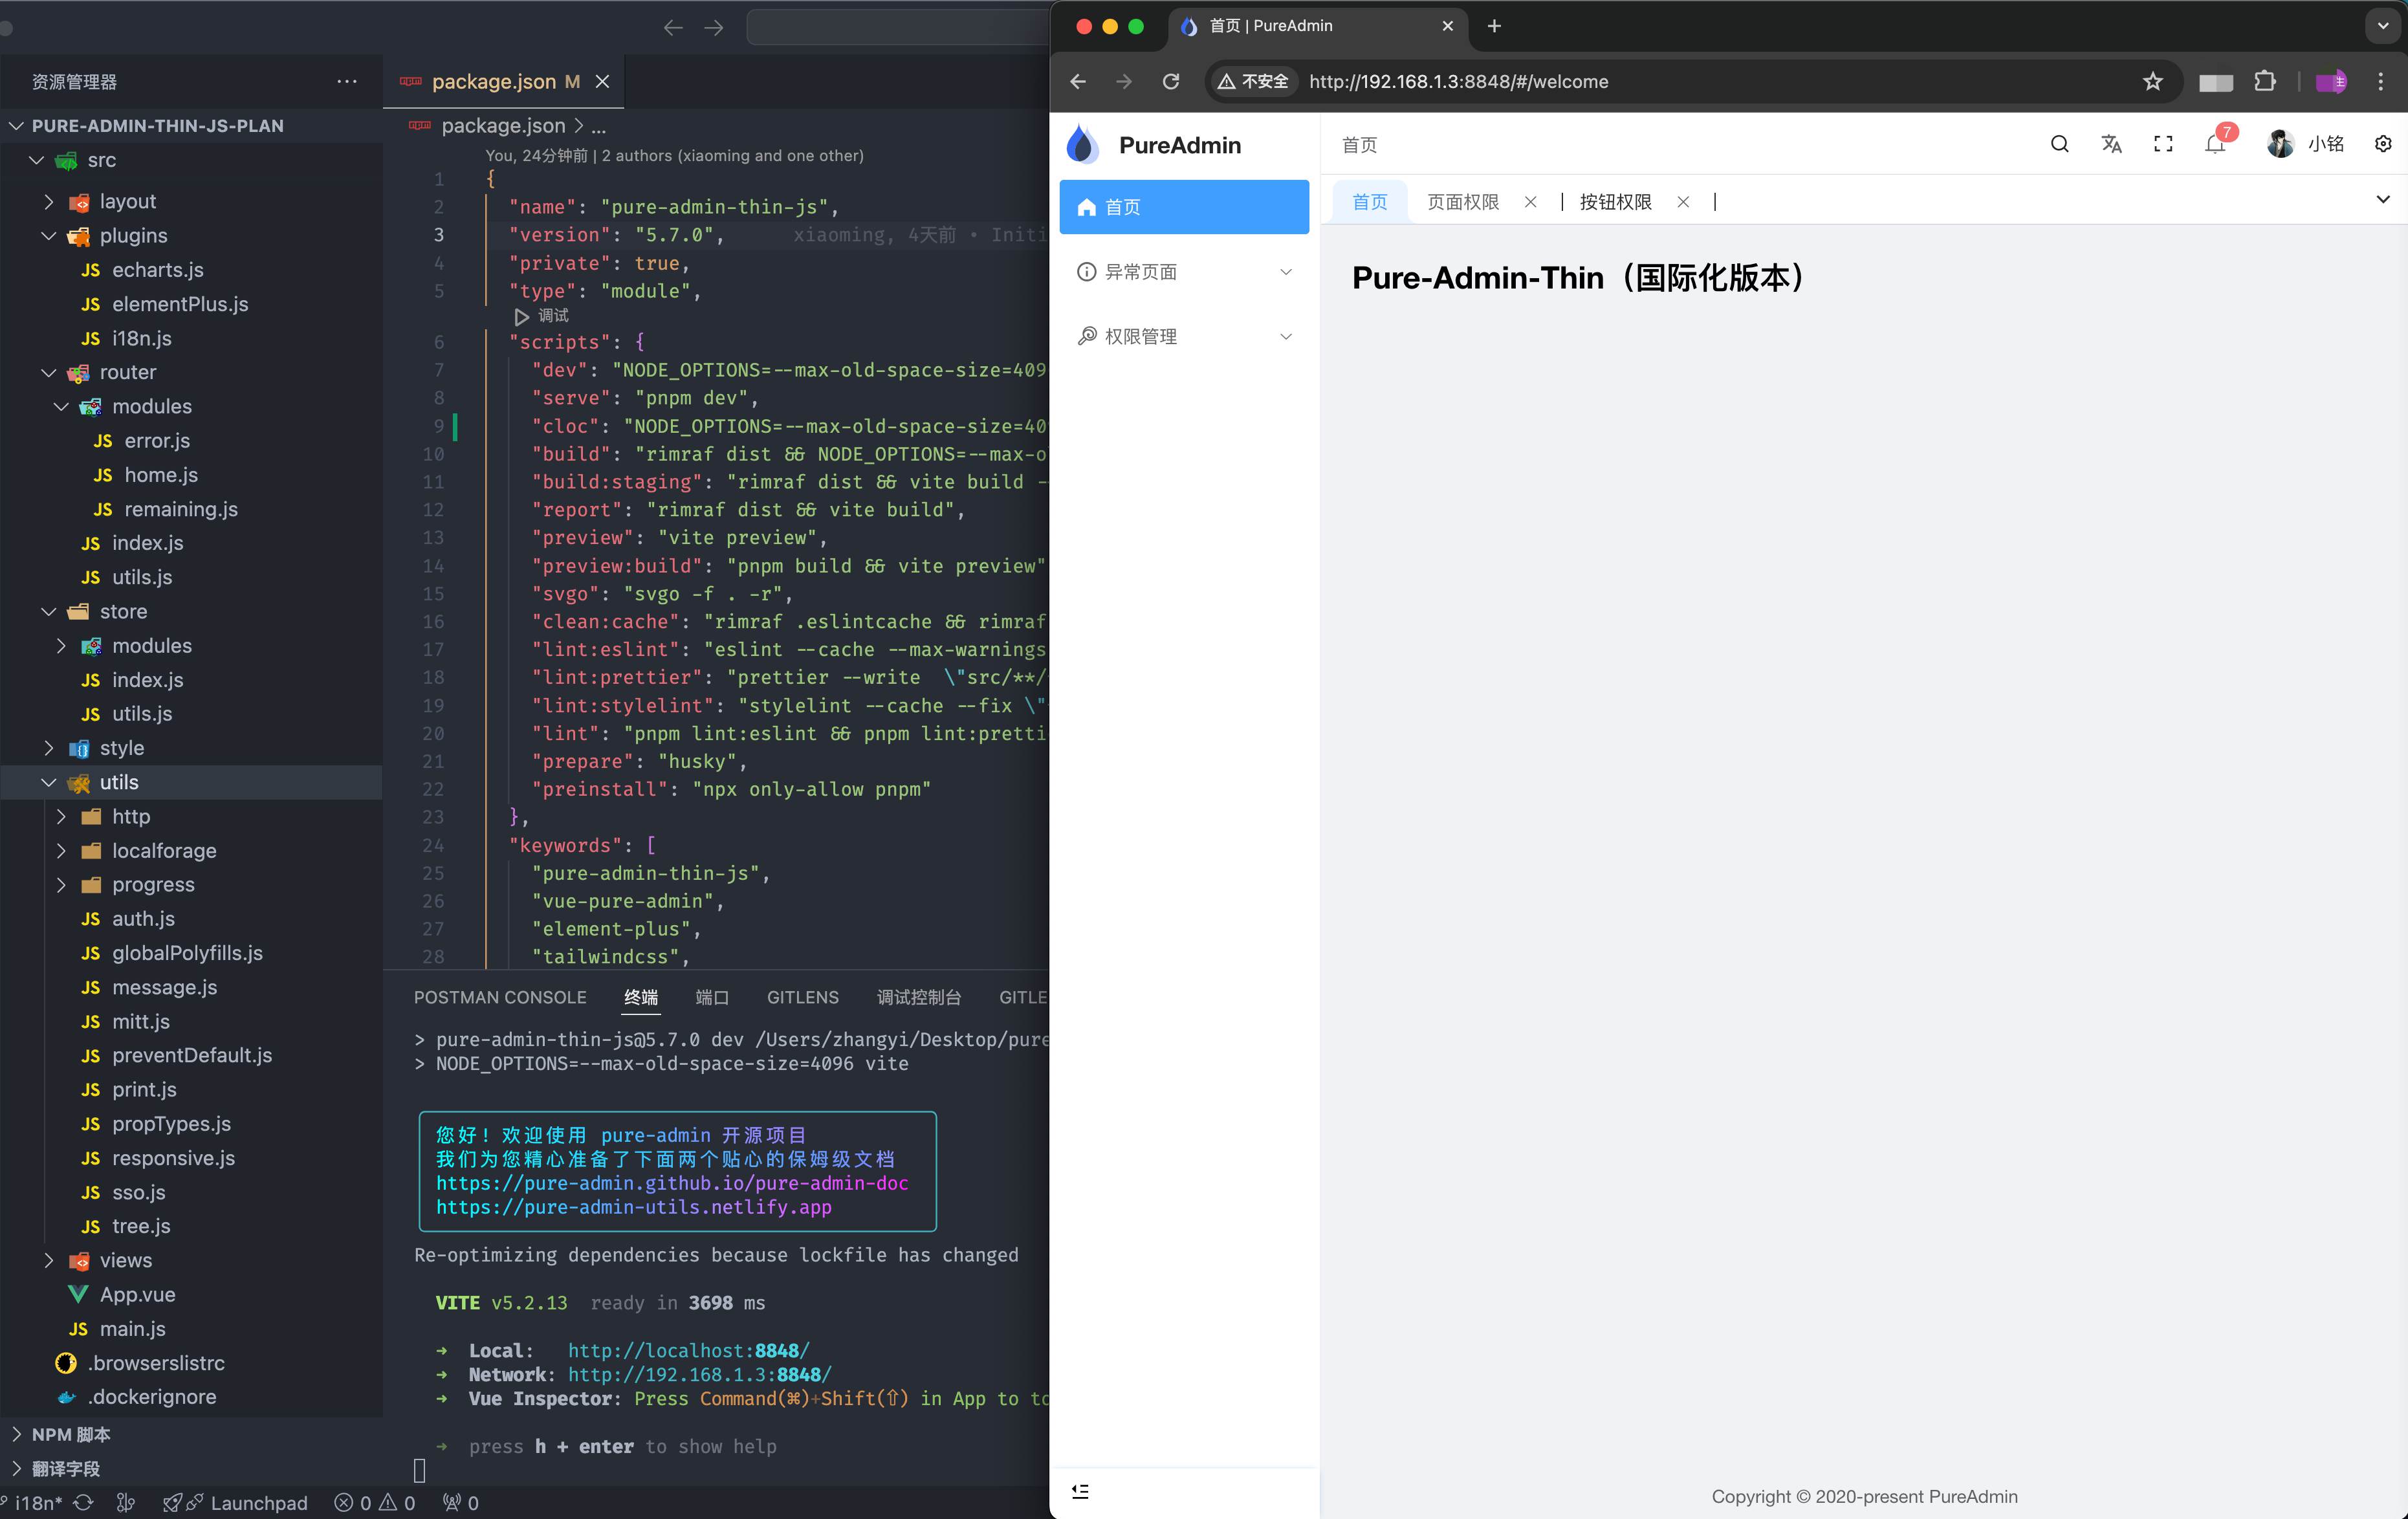 资源管理器
PURE-ADMIN-THIN-JS-PLAN
src
layout
plugins
echarts.js
elementPlus.js
i18n.js
router
modules
error.js
home.js
remaining.js
index.js
utils.js
store
modules
index.js
utils.js
style
utils
http
localforage
progress
auth.js
globalPolyfills.js
message.js
mitt.js
preventDefault.js
print.js
propTypes.js
responsive.js
sso.js
tree.js
views
App.vue
main.js
.browserslistrc
.dockerignore
NPM 脚本
翻译字段
i18n*
Launchpad
0
0
0
package.json M
package.json > ...
You, 24分钟前 | 2 authors (xiaoming and one other)
1 {
2 "name": "pure-admin-thin-js",
3 "version": "5.7.0", xiaoming, 4天前 • Initi
4 "private": true,
5 "type": "module",
调试
6 "scripts": {
7 "dev": "NODE_OPTIONS=--max-old-space-size=409
8 "serve": "pnpm dev",
9 "cloc": "NODE_OPTIONS=--max-old-space-size=40
10 "build": "rimraf dist && NODE_OPTIONS=--max-o
11 "build:staging": "rimraf dist && vite build -
12 "report": "rimraf dist && vite build",
13 "preview": "vite preview",
14 "preview:build": "pnpm build && vite preview"
15 "svgo": "svgo -f . -r",
16 "clean:cache": "rimraf .eslintcache && rimraf
17 "lint:eslint": "eslint --cache --max-warnings
18 "lint:prettier": "prettier --write  \"src/**/
19 "lint:stylelint": "stylelint --cache --fix \"
20 "lint": "pnpm lint:eslint && pnpm lint:pretti
21 "prepare": "husky",
22 "preinstall": "npx only-allow pnpm"
23 },
24 "keywords": [
25 "pure-admin-thin-js",
26 "vue-pure-admin",
27 "element-plus",
28 "tailwindcss",
POSTMAN CONSOLE 终端 端口 GITLENS 调试控制台 GITLE
> pure-admin-thin-js@5.7.0 dev /Users/zhangyi/Desktop/pure
> NODE_OPTIONS=--max-old-space-size=4096 vite
您好! 欢迎使用 pure-admin 开源项目
我们为您精心准备了下面两个贴心的保姆级文档
https://pure-admin.github.io/pure-admin-doc
https://pure-admin-utils.netlify.app
Re-optimizing dependencies because lockfile has changed
VITE v5.2.13 ready in 3698 ms
➜ Local: http://localhost:8848/
➜ Network: http://192.168.1.3:8848/
➜ Vue Inspector: Press Command(⌘)+Shift(⇧) in App to to
➜ press h + enter to show help
首页 | PureAdmin
不安全 http://192.168.1.3:8848/#/welcome
PureAdmin
首页
异常页面
权限管理
首页
7
小铭
首页 页面权限 | 按钮权限 |
Pure-Admin-Thin（国际化版本）
Copyright © 2020-present PureAdmin